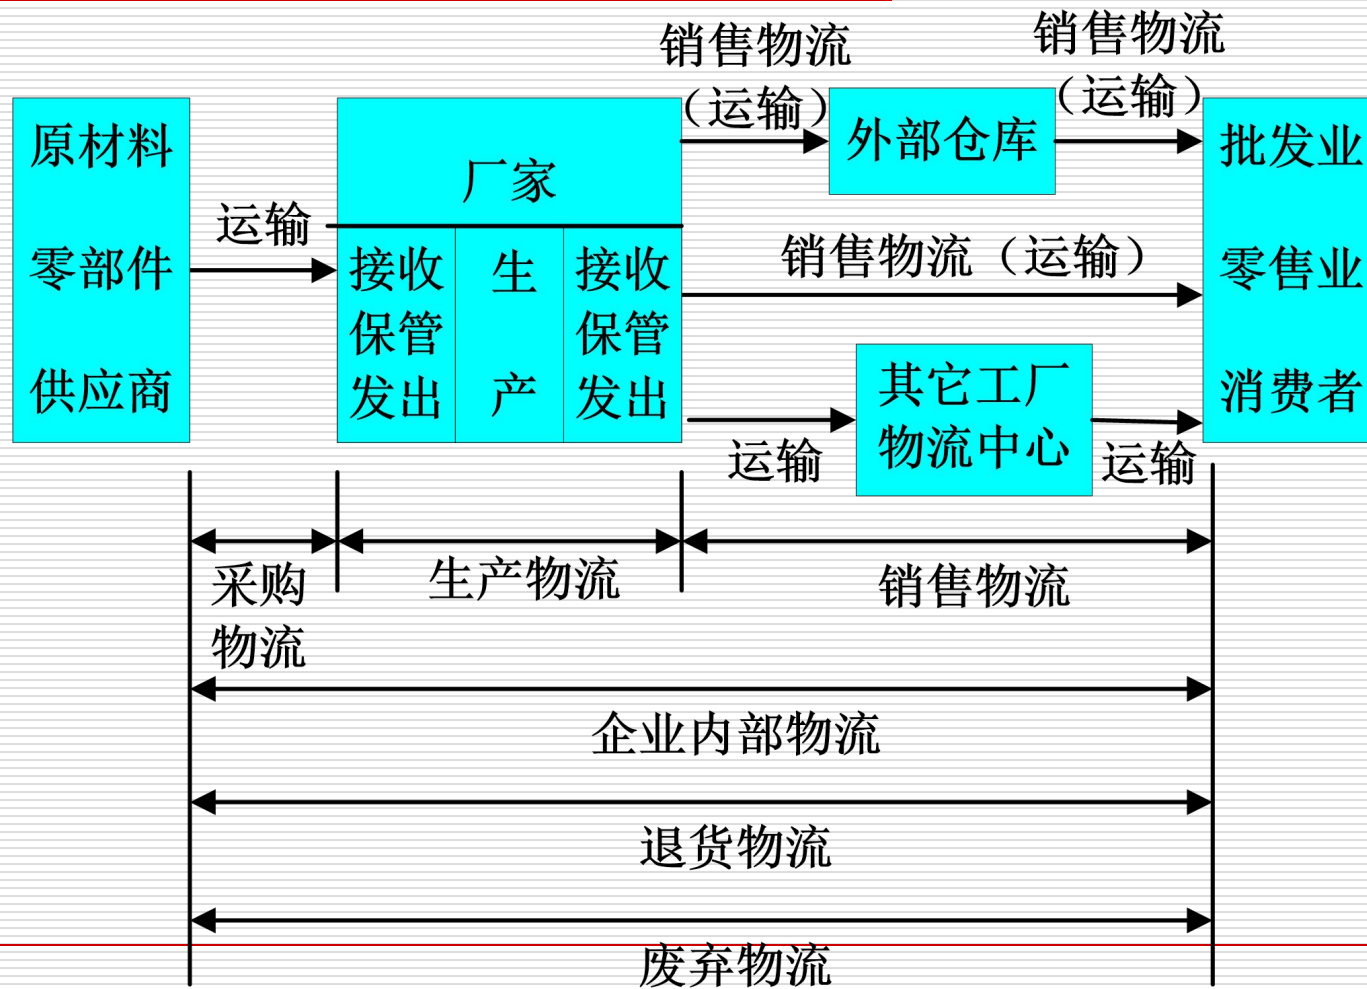 销售物流
（运输）
销售物流
（运输）
原材料
零部件
供应商
运输
厂家
接收
保管
发出
生
产
接收
保管
发出
外部仓库
销售物流（运输）
其它工厂
物流中心
运输
运输
批发业
零售业
消费者
采购
物流
生产物流
销售物流
企业内部物流
退货物流
废弃物流